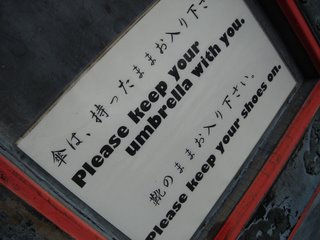 傘は、持ったままお入り下さ
Please keep your
umbrella with you.
靴のままお入り下さい。
Please keep your shoes on.